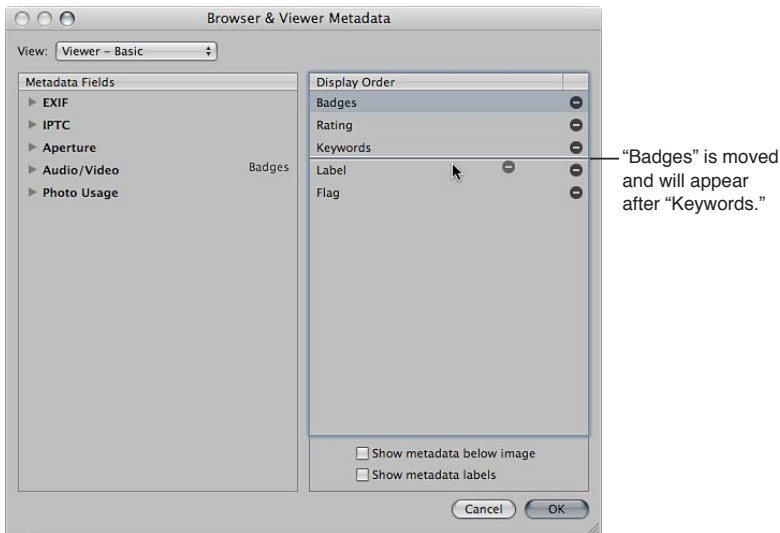 Browser & Viewer Metadata
View: Viewer – Basic
Metadata Fields
EXIF
IPTC
Aperture
Audio/Video
Photo Usage
Badges
Display Order
Badges
Rating
Keywords
Label
Flag
Show metadata below image
Show metadata labels
Cancel
OK
“Badges” is moved
and will appear
after “Keywords.”